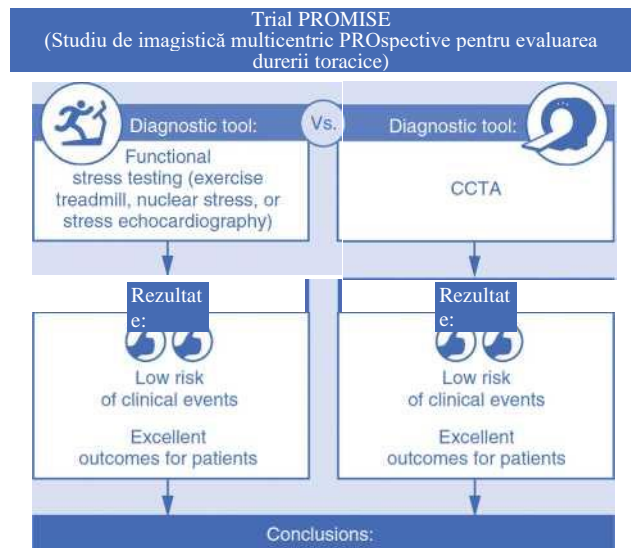 Trial PROMISE
(Studiu de imagistică multicentric PROspective pentru evaluarea
durerii toracice)
Diagnostic tool:
Functional
stress testing (exercise
treadmill, nuclear stress, or
stress echocardiography)
Vs.
Diagnostic tool:
CCTA
Rezultat
e:
Low risk
of clinical events
Excellent
outcomes for patients
Rezultat
e:
Low risk
of clinical events
Excellent
outcomes for patients
Conclusions: